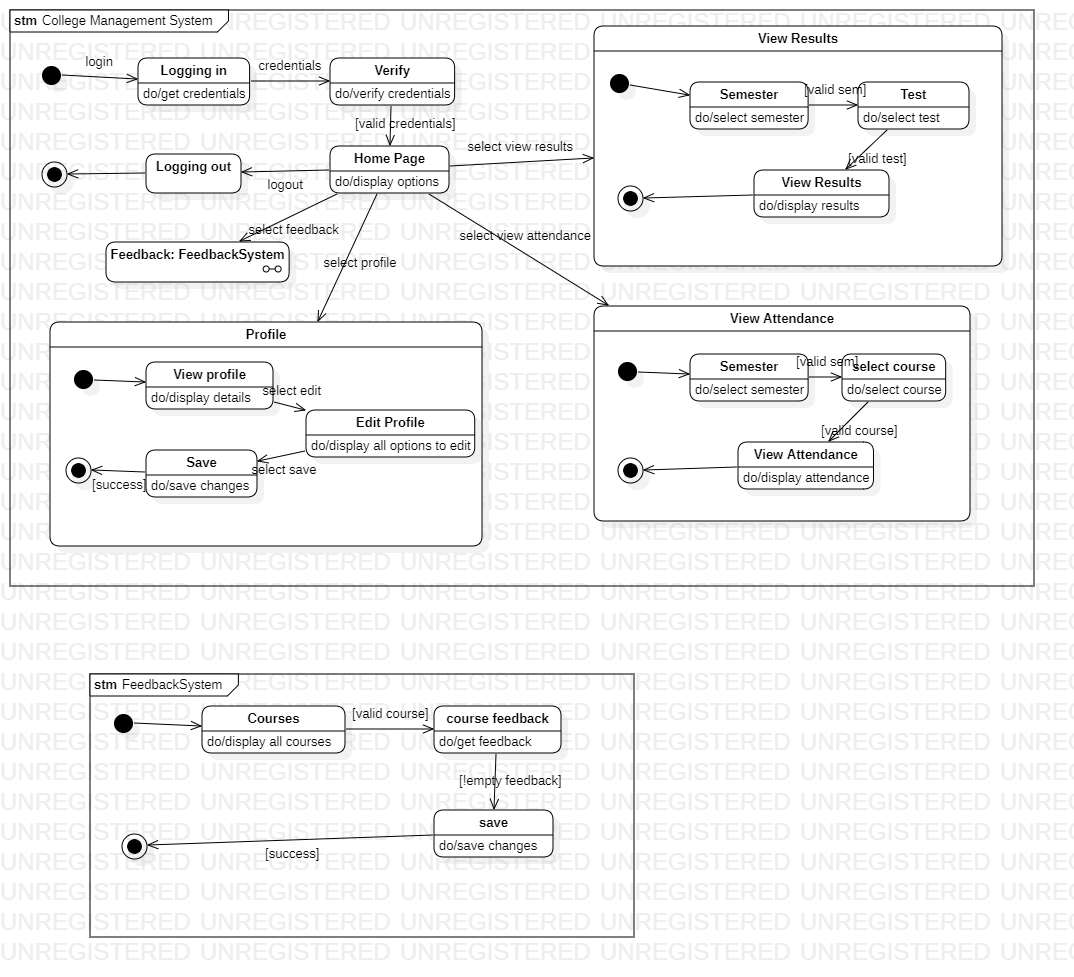 stm College Management System
View Results
login
Logging in
do/get credentials
credentials
Verify
do/verify credentials
[valid credentials]
Semester
do/select semester
[valid sem]
Test
do/select test
[valid test]
View Results
do/display results
Logging out
logout
Home Page
do/display options
select view results
select feedback
Feedback: FeedbackSystem
select profile
select view attendance
Profile
View profile
do/display details
select edit
Edit Profile
do/display all options to edit
select save
Save
do/save changes
[success]
View Attendance
Semester
do/select semester
[valid sem]
select course
do/select course
[valid course]
View Attendance
do/display attendance
stm FeedbackSystem
Courses
do/display all courses
[valid course]
course feedback
do/get feedback
[!empty feedback]
save
do/save changes
[success]
UNREGISTERED